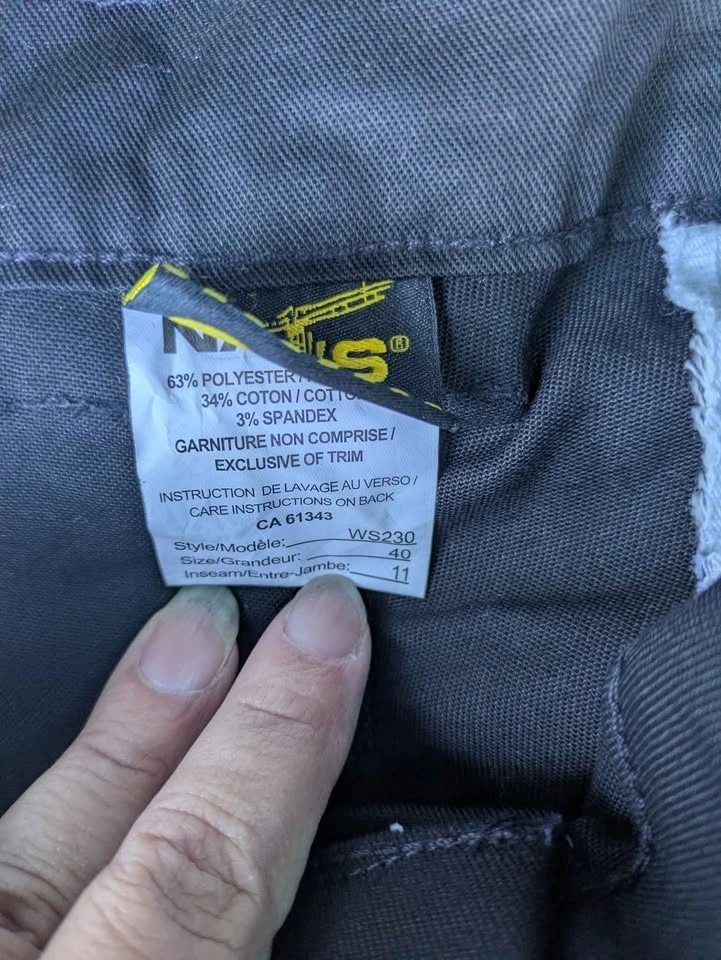 ®
63% POLYESTER
34% COTON / 
3% SPANDEX
GARNITURE NON COMPRISE /
EXCLUSIVE OF TRIM
INSTRUCTION DE LAVAGE AU VERSO /
CARE INSTRUCTIONS ON BACK
CA 61343
Style/Modèle: WS230
Size/Grandeur: 40
Inseam/Entre-Jambe: 11